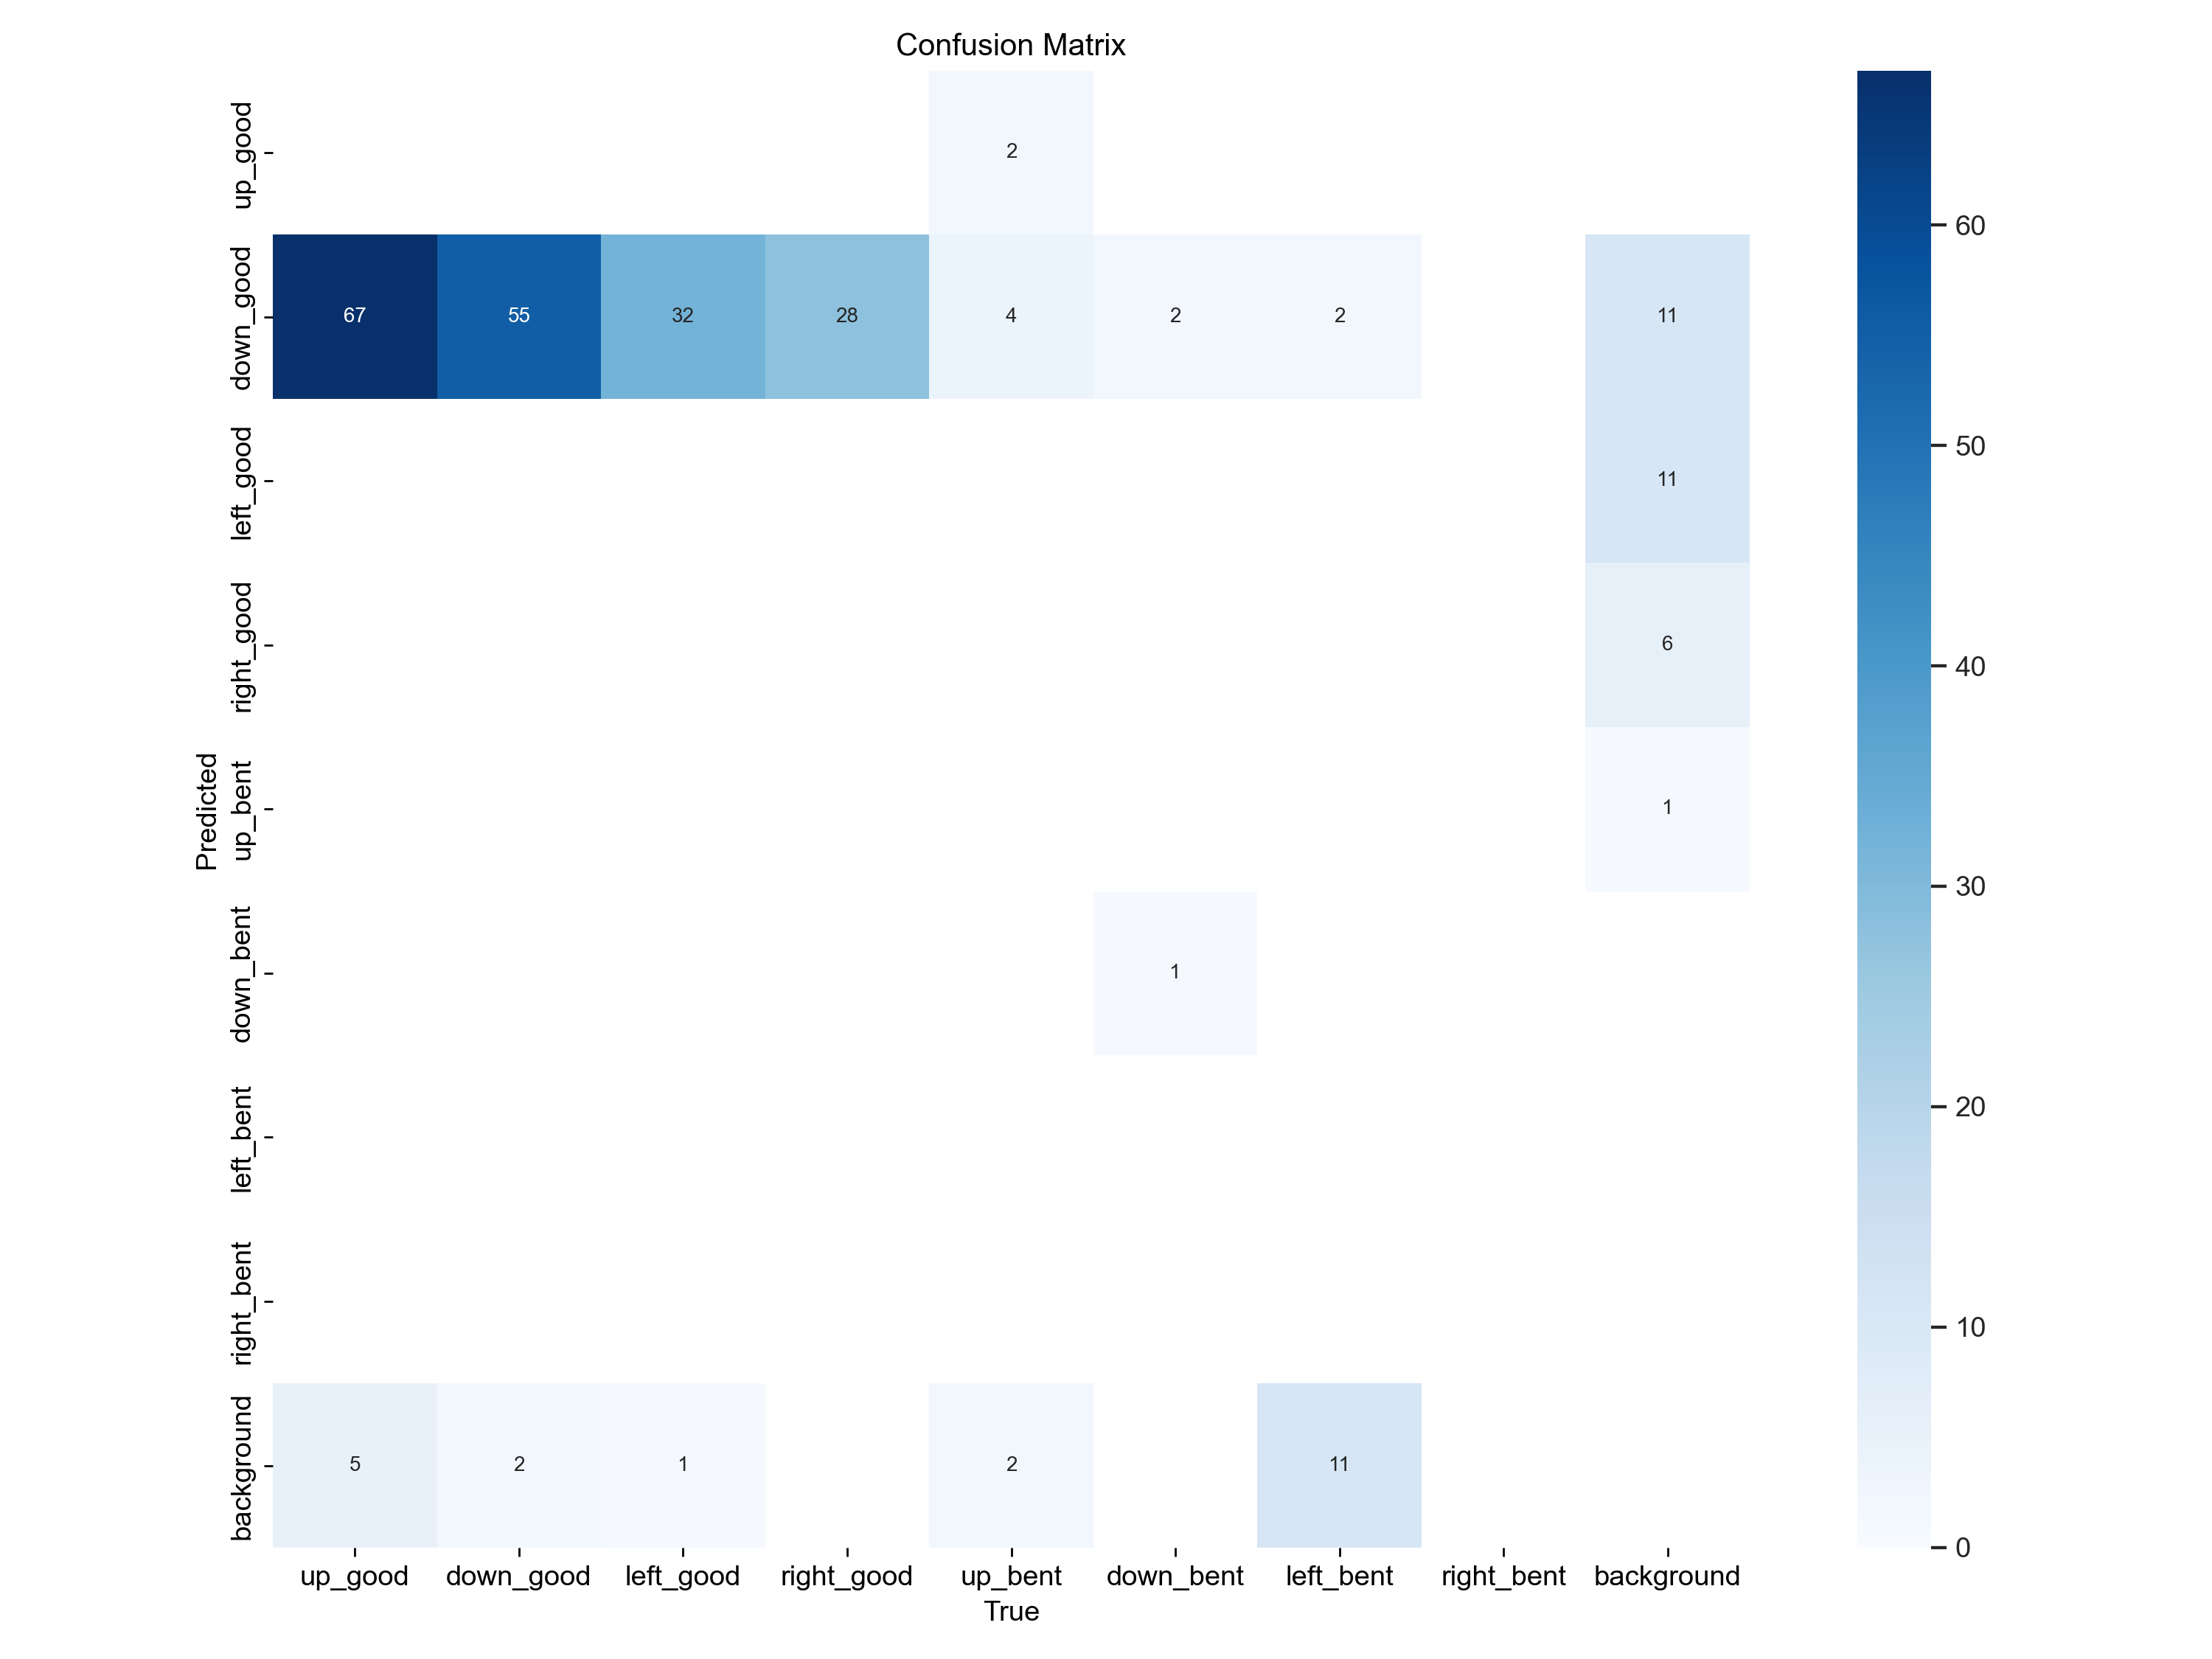 Confusion Matrix
up_good
2
down_good
67 55 32 28 4 2 2 11
left_good
11
right_good
6
up_bent
1
down_bent
1
left_bent
right_bent
background
5 2 1 2 11
Predicted
up_good down_good left_good right_good up_bent down_bent left_bent right_bent background
True
60
50
40
30
20
10
0